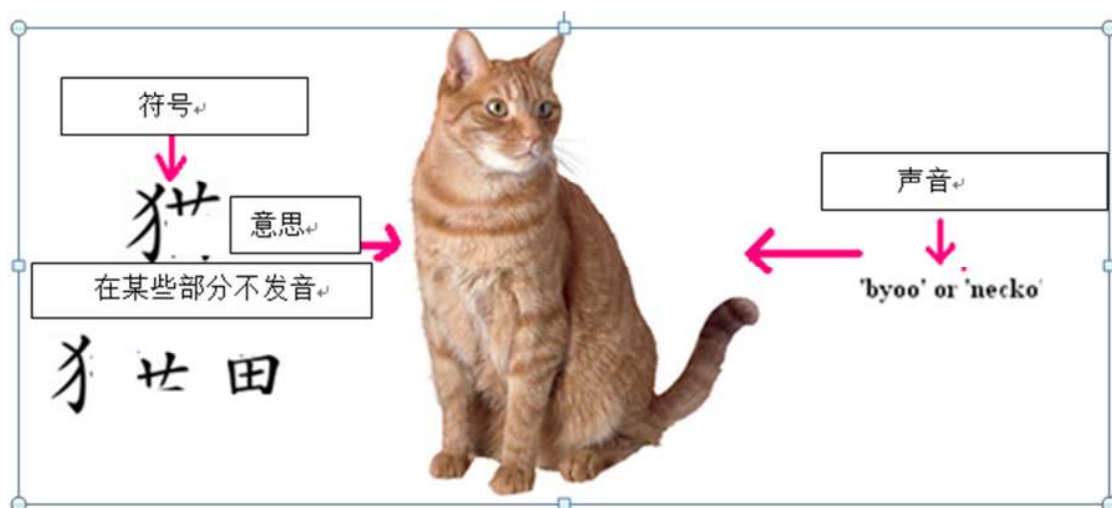 符号
猫
意思
声音
在某些部分不发音
'byoo' or 'necko'
犭 艹 田